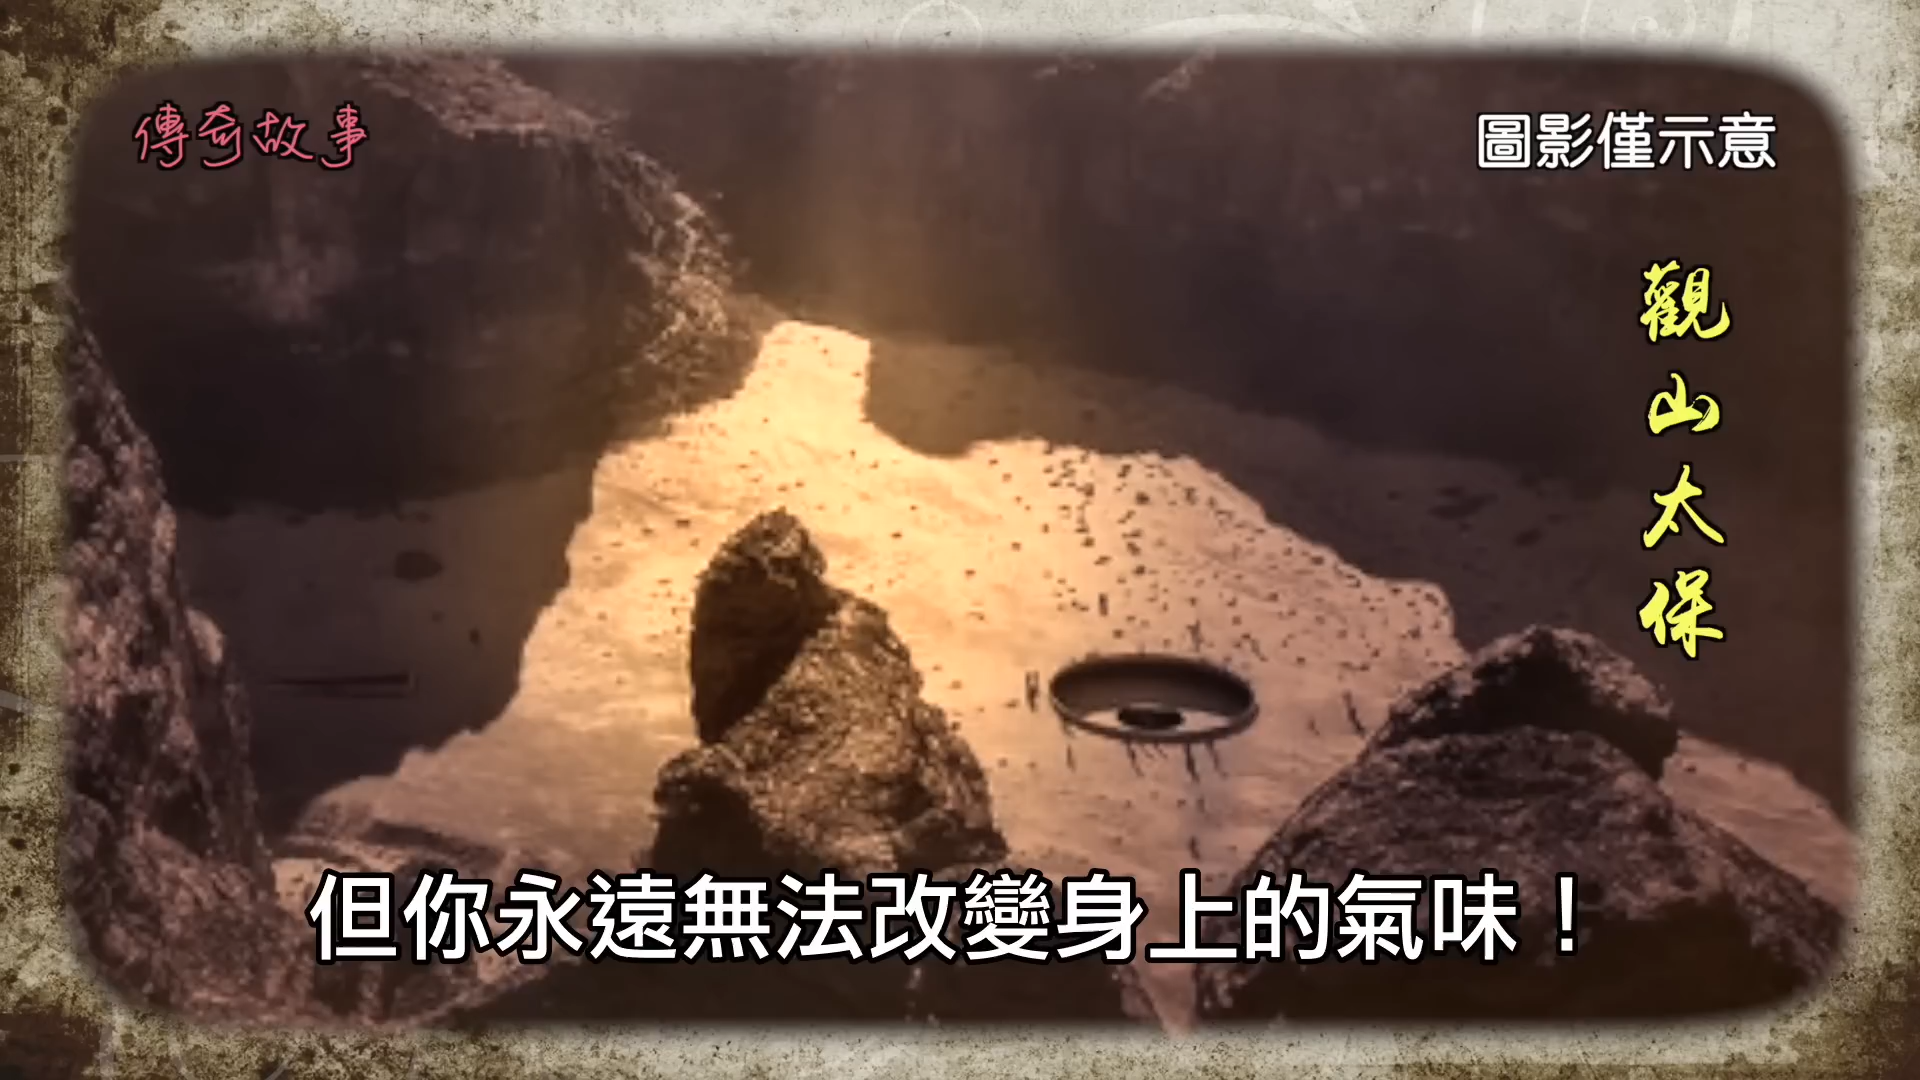 傳奇故事
圖影僅示意
觀山太保
但你永遠無法改變身上的氣味！